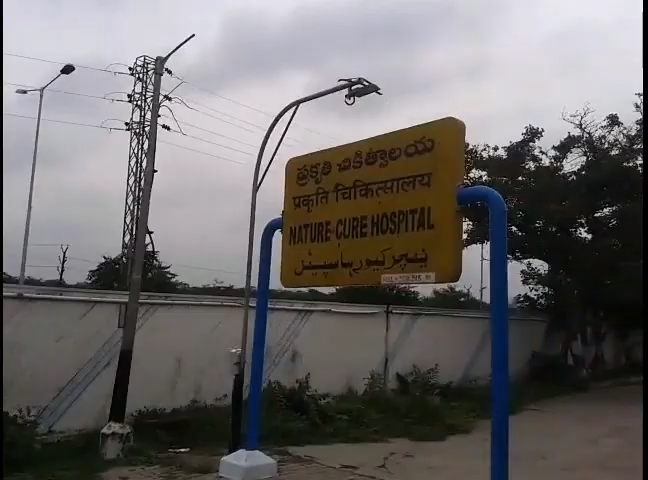 ప్రకృతి చికిత్సాలయ
प्रकृति चिकित्सालय
NATURE-CURE HOSPITAL
نیچر کیور ہاسپٹل